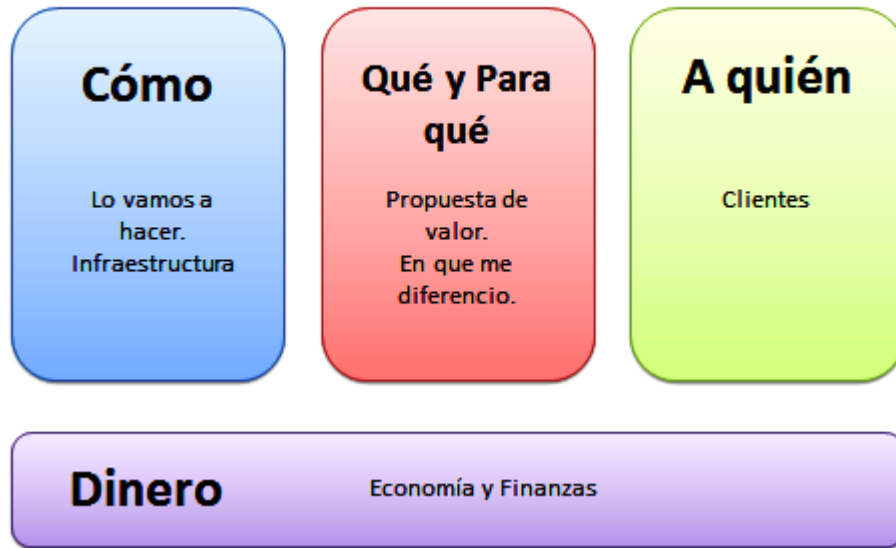 Cómo
Lo vamos a
hacer.
Infraestructura
Qué y Para
qué
Propuesta de
valor.
En que me
diferencio.
A quién
Clientes
Dinero
Economía y Finanzas